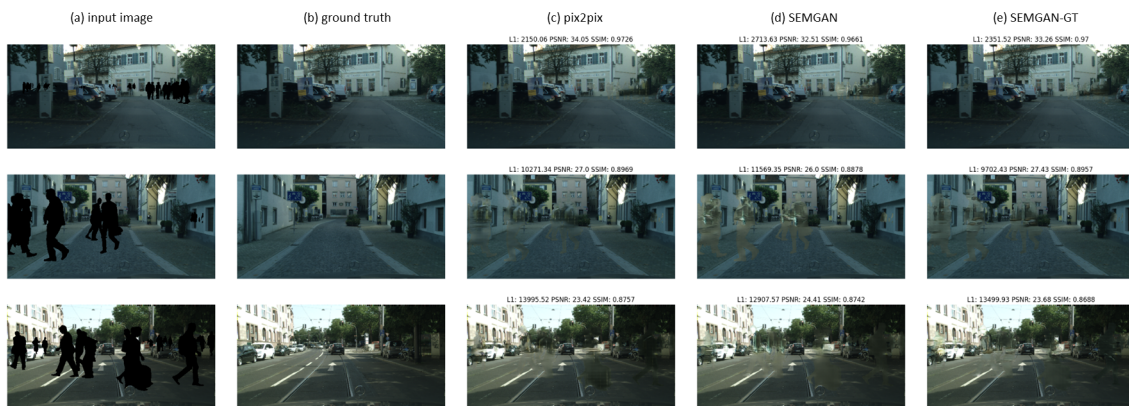 (a) input image
(b) ground truth
(c) pix2pix
(d) SEMGAN
(e) SEMGAN-GT
L1: 2150.06 PSNR: 34.05 SSIM: 0.9726
L1: 2713.63 PSNR: 32.51 SSIM: 0.9661
L1: 2351.52 PSNR: 33.26 SSIM: 0.97
L1: 10271.34 PSNR: 27.0 SSIM: 0.8969
L1: 11569.35 PSNR: 26.0 SSIM: 0.8878
L1: 9702.43 PSNR: 27.43 SSIM: 0.8957
L1: 13995.52 PSNR: 23.42 SSIM: 0.8757
L1: 12907.57 PSNR: 24.41 SSIM: 0.8742
L1: 13499.93 PSNR: 23.68 SSIM: 0.8688